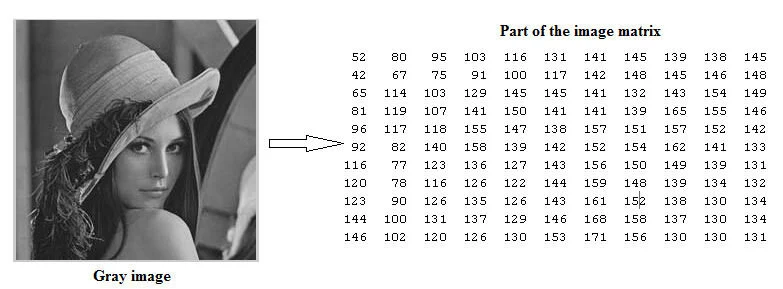 Part of the image matrix
52 80 95 103 116 131 141 145 139 138 145
42 67 75 91 100 117 142 148 145 146 148
65 114 103 129 145 145 141 132 143 154 149
81 119 107 141 150 141 141 139 165 155 146
96 117 118 155 147 138 157 151 157 152 142
92 82 140 158 139 142 152 154 162 141 133
116 77 123 136 127 143 156 150 149 139 131
120 78 116 126 122 144 159 148 139 134 132
123 90 126 135 126 143 161 152 138 130 134
144 100 131 137 129 146 168 158 137 130 134
146 102 120 126 130 153 171 156 130 130 131
Gray image